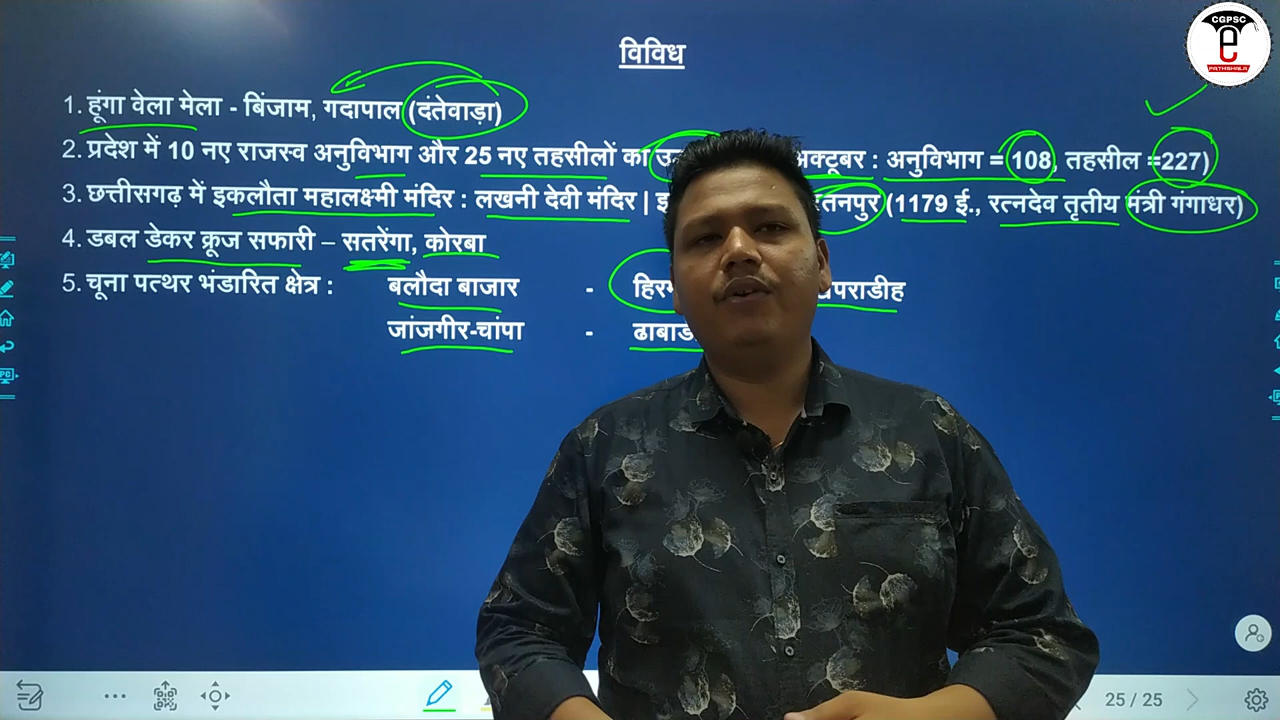 CGPSC
e
PATHSHALA
विविध
1. हूंगा वेला मेला - बिंजाम, गदापाल (दंतेवाड़ा)
2. प्रदेश में 10 नए राजस्व अनुविभाग और 25 नए तहसीलों का अक्टूबर : अनुविभाग = 108, तहसील =227)
3. छत्तीसगढ़ में इकलौता महालक्ष्मी मंदिर : लखनी देवी मंदिर | रतनपुर (1179 ई., रत्नदेव तृतीय मंत्री गंगाधर)
4. डबल डेकर क्रूज सफारी – सतरेंगा, कोरबा
5. चूना पत्थर भंडारित क्षेत्र : बलौदा बाजार -
जांजगीर-चांपा -
25 / 25